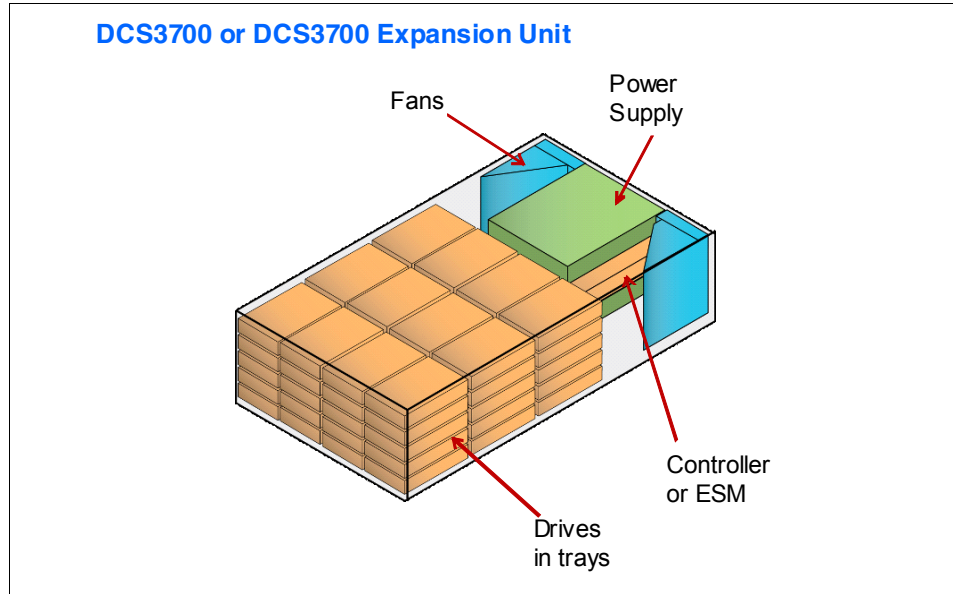 DCS3700 or DCS3700 Expansion Unit
Power
Supply
Fans
Controller
or ESM
Drives
in trays